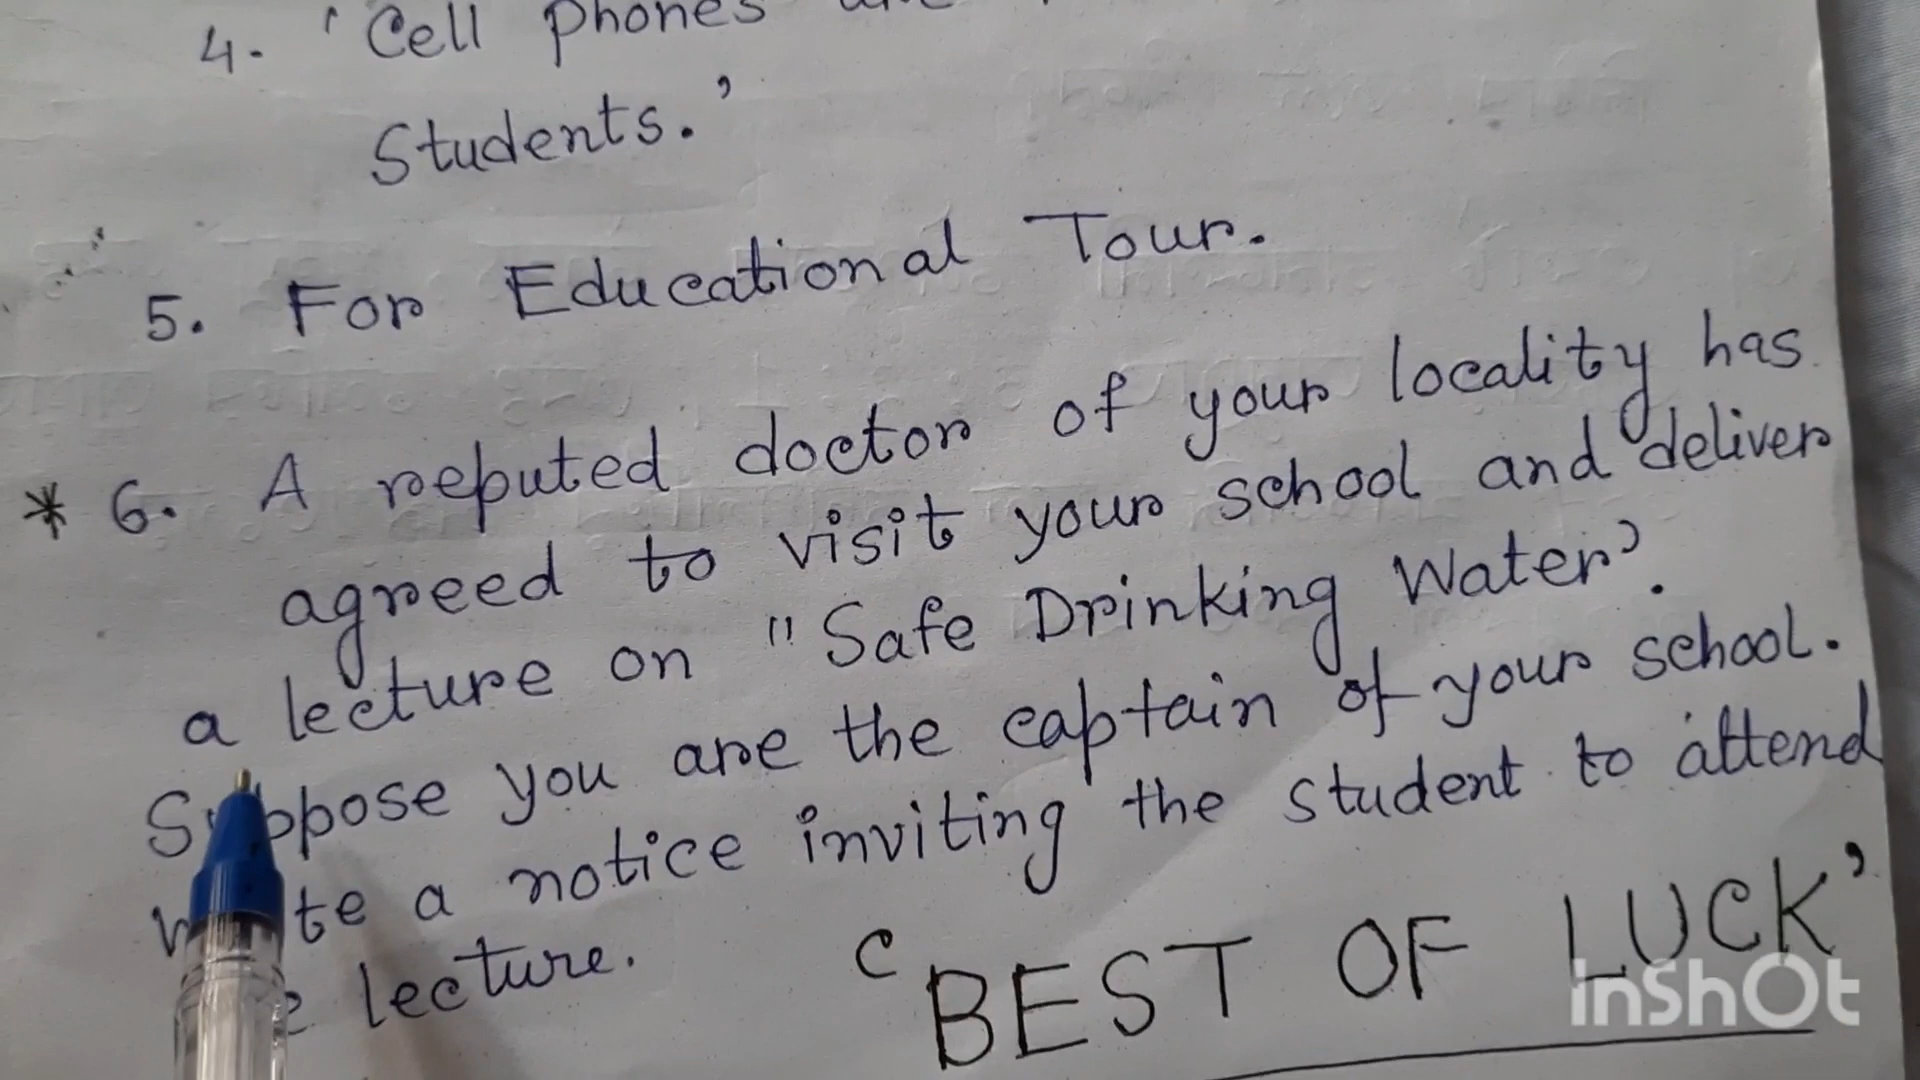 4. 'Cell Phones
Students.'
5. For Educational Tour.
* 6. A reputed doctor of your locality has
agreed to visit your school and deliver
a lecture on "Safe Drinking Water".
Suppose you are the captain of your school.
write a notice inviting the student to attend
lecture.
'BEST OF LUCK'
InShOt